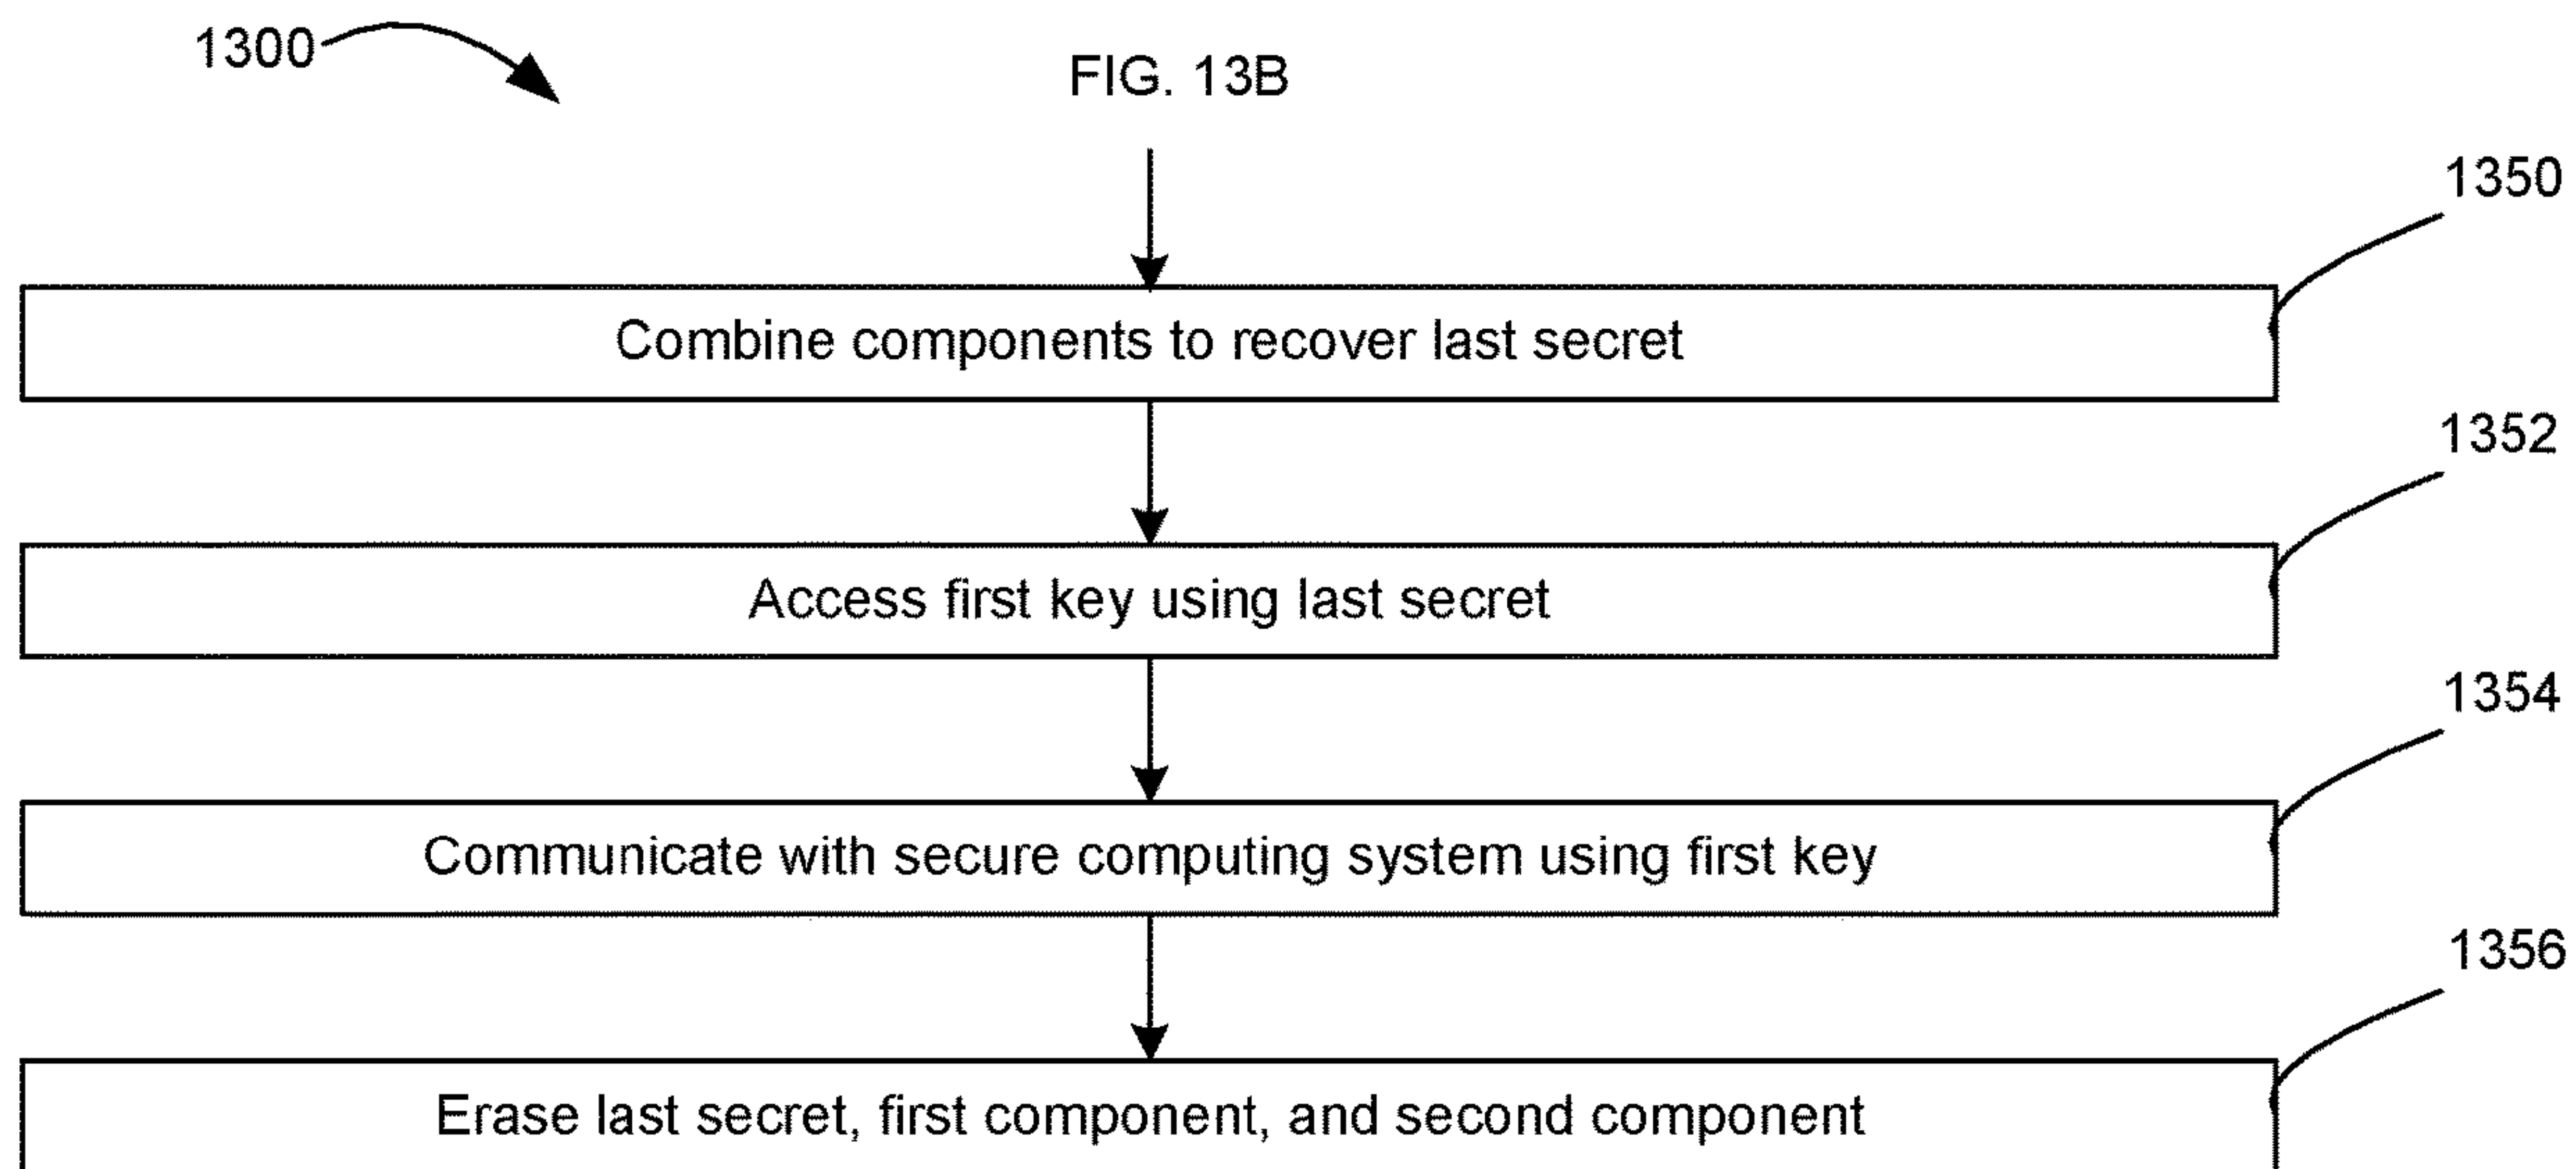 1300
FIG. 13B
1350
Combine components to recover last secret
1352
Access first key using last secret
1354
Communicate with secure computing system using first key
1356
Erase last secret, first component, and second component